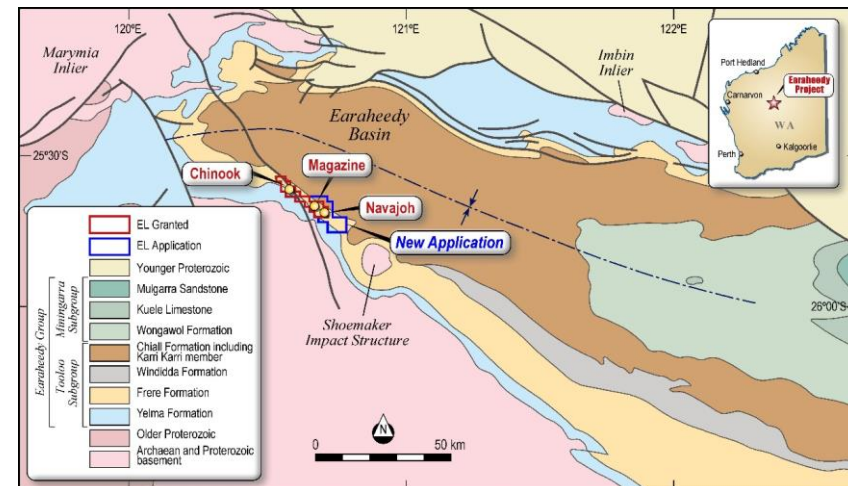 120°E
121°E
122°E
Marymia
Inlier
Imbin
Inlier
Port Hedland
Carnarvon
Earaheedy
Project
WA
Perth
Kalgoorlie
Earaheedy
Basin
25°30'S
Chinook
Magazine
Navajoh
New Application
26°00'S
Shoemaker
Impact Structure
EL Granted
EL Application
Younger Proterozoic
Mulgarra Sandstone
Kuele Limestone
Wongawol Formation
Chiall Formation including
Karri Karri member
Windidda Formation
Frere Formation
Yelma Formation
Older Proterozoic
Archaean and Proterozoic
basement
Earaheedy Group
Miningarra
Subgroup
Tooloo
Subgroup
N
0
50 km